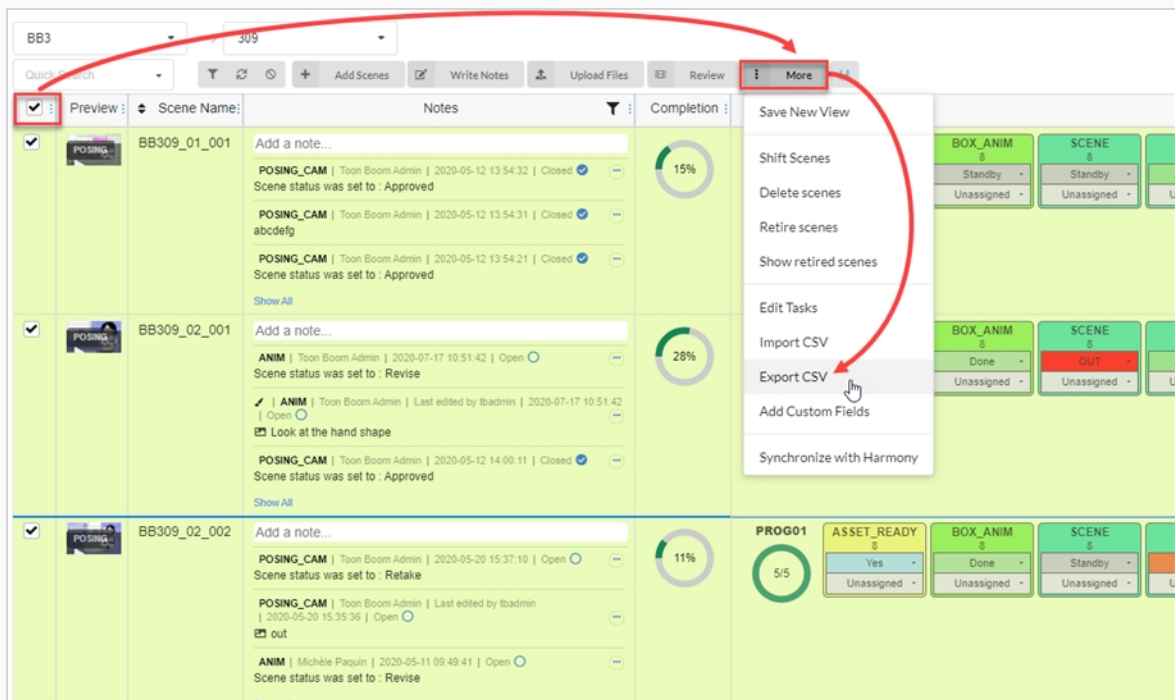 BB3
309
Quick Search
Add Scenes
Write Notes
Upload Files
Review
More
Preview
Scene Name
Notes
Completion
Save New View
Shift Scenes
Delete scenes
Retire scenes
Show retired scenes
Edit Tasks
Import CSV
Export CSV
Add Custom Fields
Synchronize with Harmony
POSING
BB309_01_001
Add a note...
POSING_CAM | Toon Boom Admin | 2020-05-12 13:54:32 | Closed
Scene status was set to : Approved
POSING_CAM | Toon Boom Admin | 2020-05-12 13:54:31 | Closed
abcdefg
POSING_CAM | Toon Boom Admin | 2020-05-12 13:54:21 | Closed
Scene status was set to : Approved
Show All
15%
BOX_ANIM
8
Standby
Unassigned
SCENE
8
Standby
Unassigned
U
POSING
BB309_02_001
Add a note...
ANIM | Toon Boom Admin | 2020-07-17 10:51:42 | Open
Scene status was set to : Revise
| ANIM | Toon Boom Admin | Last edited by tbadmin | 2020-07-17 10:51:42
| Open
Look at the hand shape
POSING_CAM | Toon Boom Admin | 2020-05-12 14:00:11 | Closed
Scene status was set to : Approved
Show All
28%
BOX_ANIM
8
Done
Unassigned
SCENE
8
OUT
Unassigned
U
POSING
BB309_02_002
Add a note...
POSING_CAM | Toon Boom Admin | 2020-05-20 15:37:10 | Open
Scene status was set to : Retake
POSING_CAM | Toon Boom Admin | Last edited by tbadmin
| 2020-05-20 15:35:36 | Open
out
ANIM | Michèle Paquin | 2020-05-11 09:49:41 | Open
Scene status was set to : Revise
11%
PROG01
5/5
ASSET_READY
8
Yes
Unassigned
BOX_ANIM
8
Done
Unassigned
SCENE
8
Standby
Unassigned
U